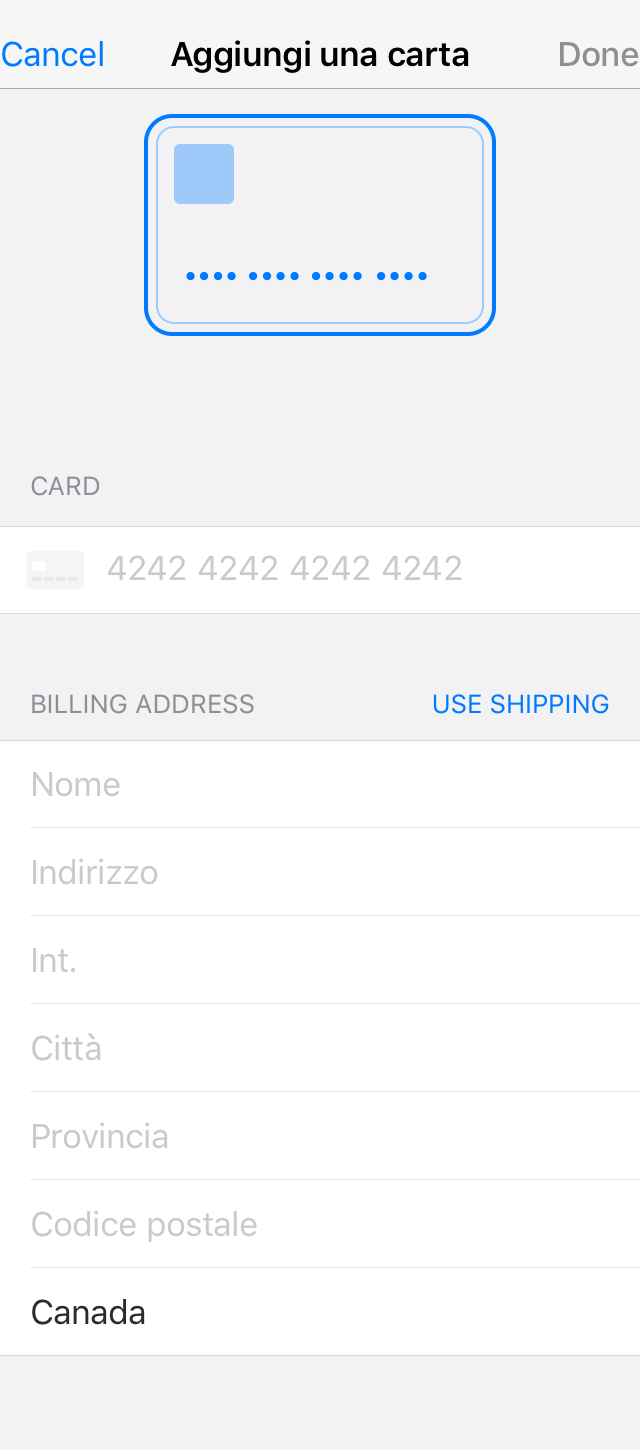 Cancel Aggiungi una carta Done
•••• •••• •••• ••••
CARD
4242 4242 4242 4242
BILLING ADDRESS USE SHIPPING
Nome
Indirizzo
Int.
Città
Provincia
Codice postale
Canada